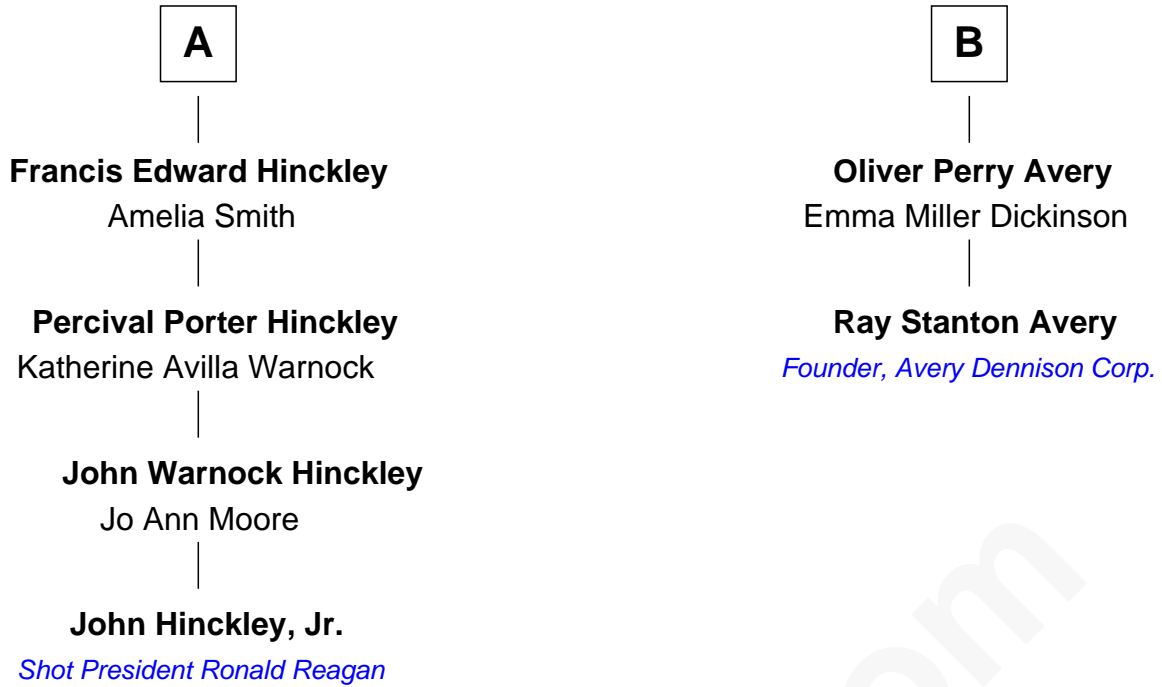 A
Francis Edward Hinckley
Amelia Smith
Percival Porter Hinckley
Katherine Avilla Warnock
John Warnock Hinckley
Jo Ann Moore
John Hinckley, Jr.
Shot President Ronald Reagan
B
Oliver Perry Avery
Emma Miller Dickinson
Ray Stanton Avery
Founder, Avery Dennison Corp.
om